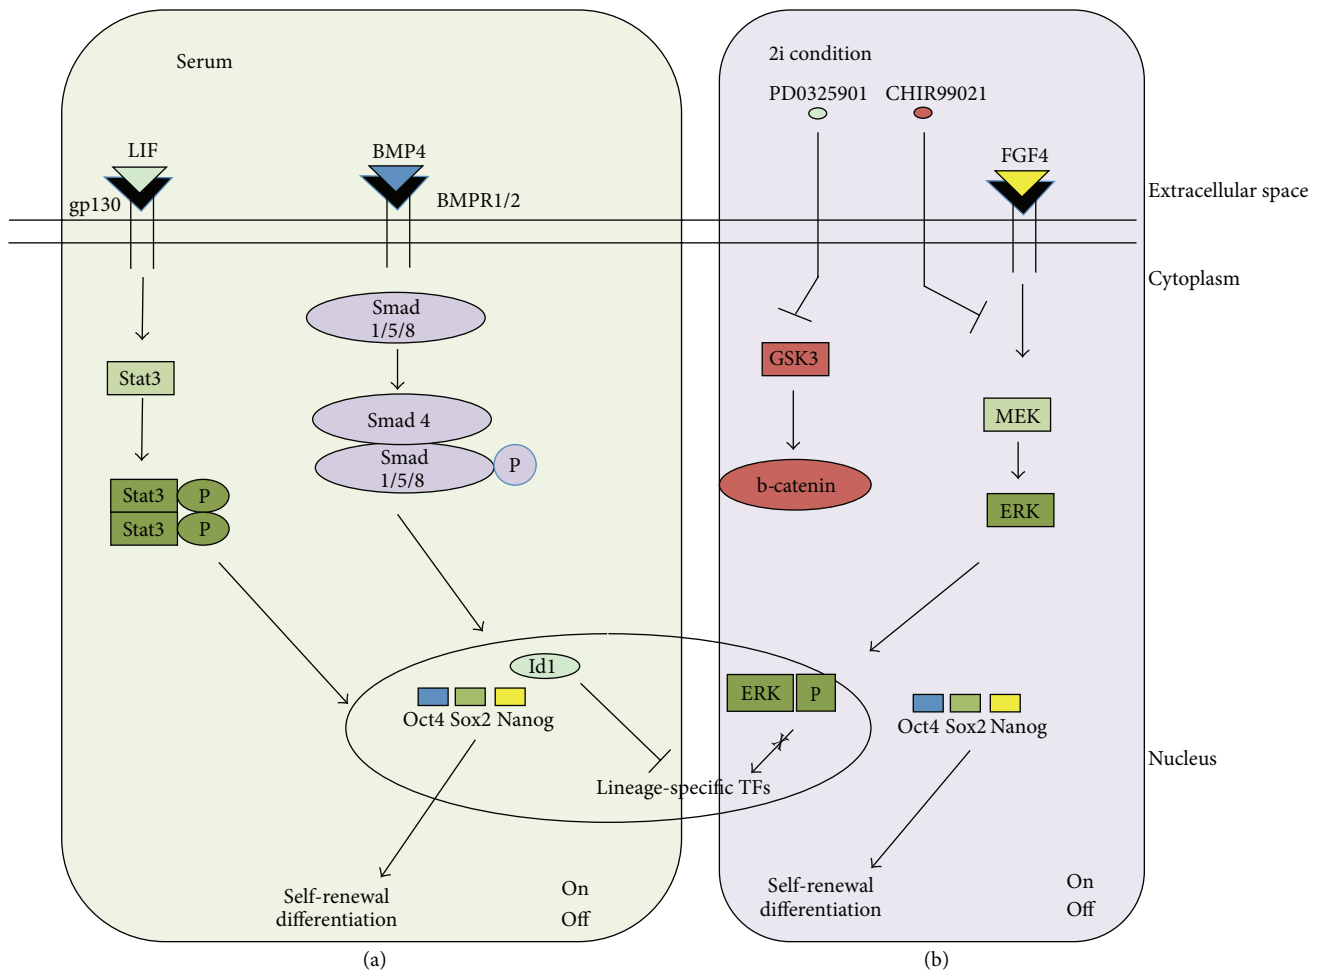 Serum
LIF
gp130
BMP4
BMPR1/2
Smad
1/5/8
Stat3
Smad 4
Smad
1/5/8
P
Stat3
P
Stat3
P
Id1
Oct4 Sox2 Nanog
Lineage-specific TFs
Self-renewal
differentiation
On
Off
(a)
2i condition
PD0325901
CHIR99021
FGF4
Extracellular space
Cytoplasm
GSK3
MEK
b-catenin
ERK
ERK
P
Oct4 Sox2 Nanog
Nucleus
Self-renewal
differentiation
On
Off
(b)